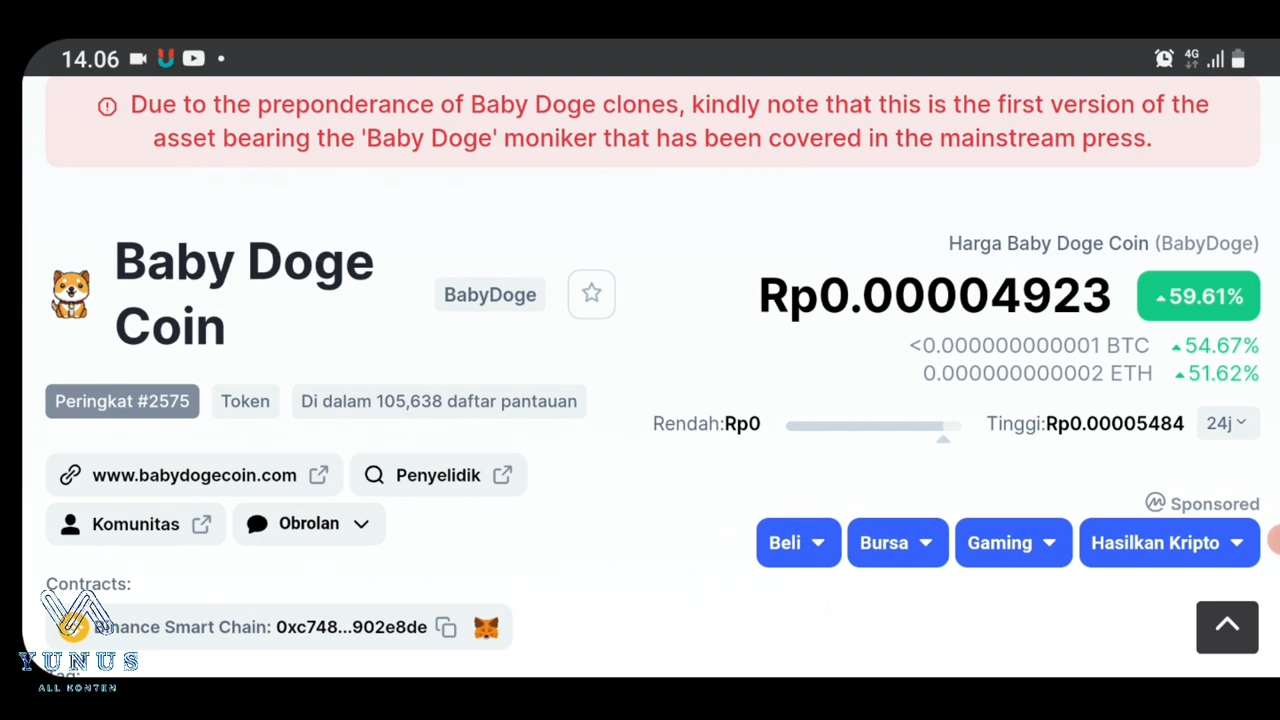 14.06
4G
Due to the preponderance of Baby Doge clones, kindly note that this is the first version of the
asset bearing the 'Baby Doge' moniker that has been covered in the mainstream press.
Baby Doge
Coin
BabyDoge
Harga Baby Doge Coin (BabyDoge)
Rp0.00004923
59.61%
<0.000000000001 BTC 54.67%
0.000000000002 ETH 51.62%
Peringkat #2575 Token Di dalam 105,638 daftar pantauan
Rendah:Rp0 Tinggi:Rp0.00005484 24j
www.babydogecoin.com Penyelidik
Komunitas Obrolan
Sponsored
Beli Bursa Gaming Hasilkan Kripto
Contracts:
Binance Smart Chain: 0xc748...902e8de
YUNUS
Tag:
ALL KONTEN